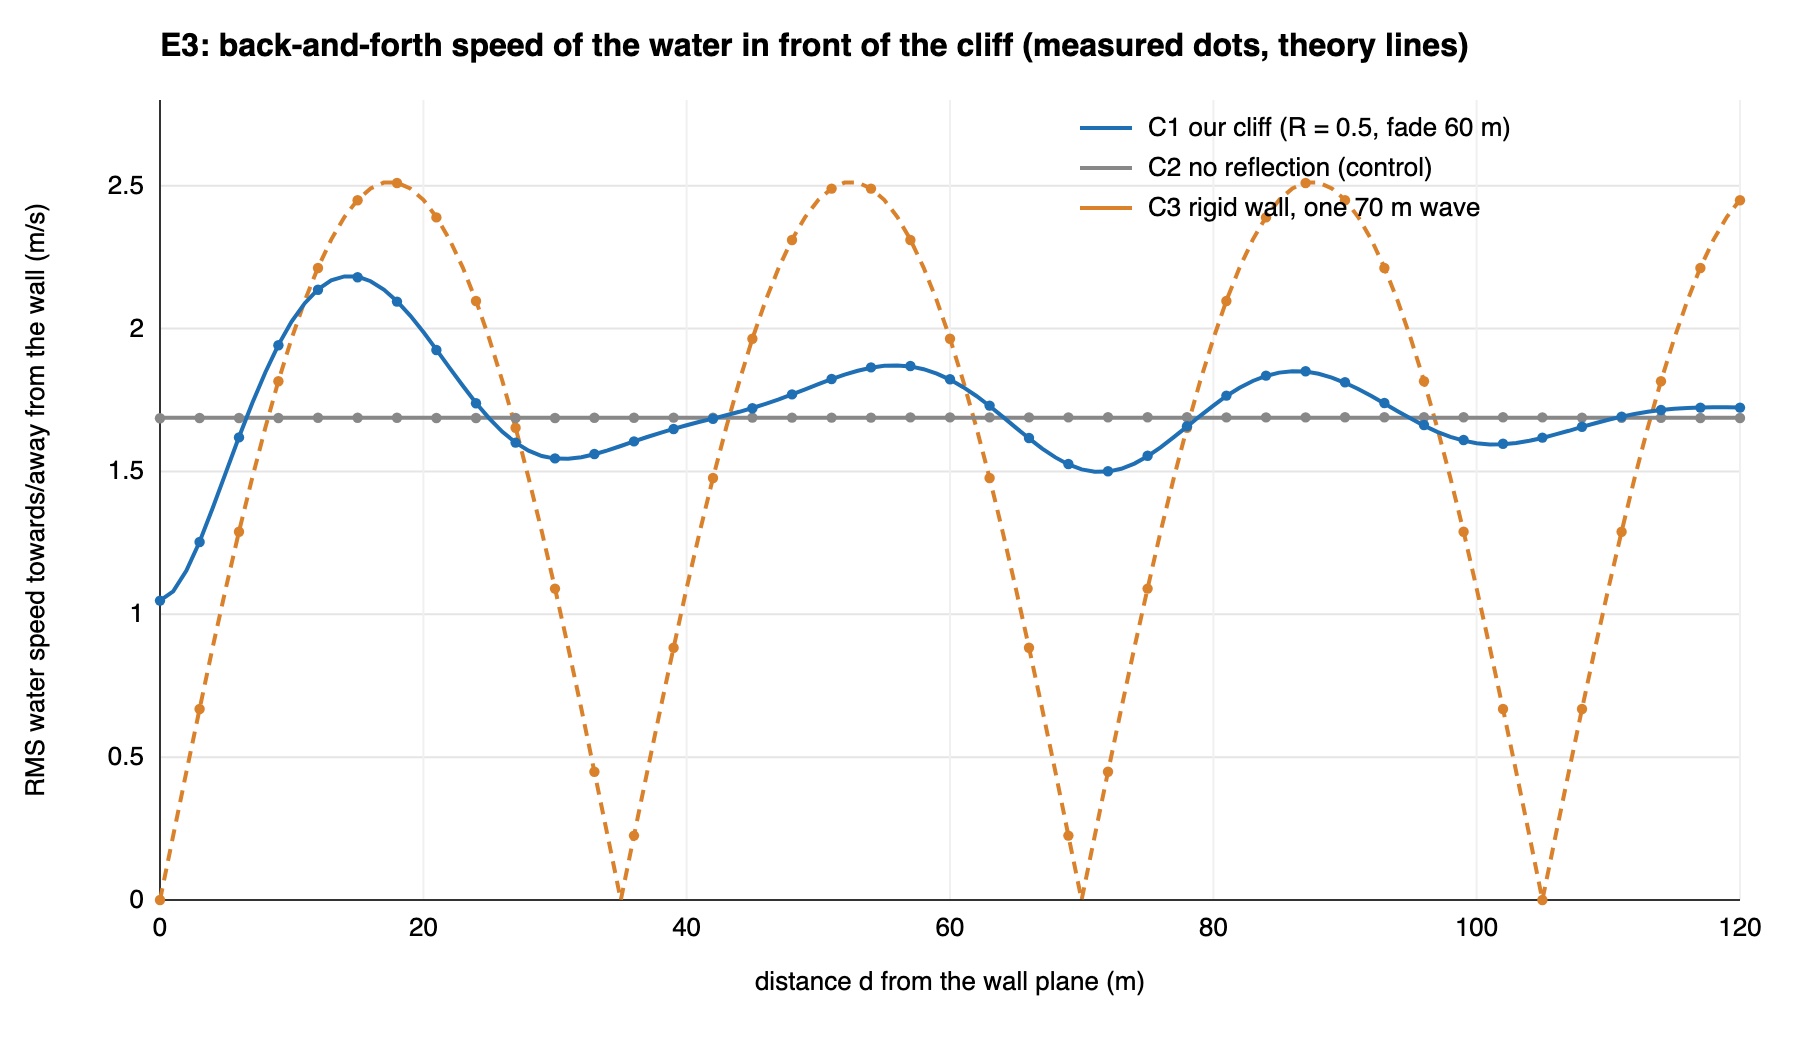 E3: back-and-forth speed of the water in front of the cliff (measured dots, theory lines)
C1 our cliff (R = 0.5, fade 60 m)
C2 no reflection (control)
C3 rigid wall, one 70 m wave
RMS water speed towards/away from the wall (m/s)
2.5
2
1.5
1
0.5
0
0 20 40 60 80 100 120
distance d from the wall plane (m)